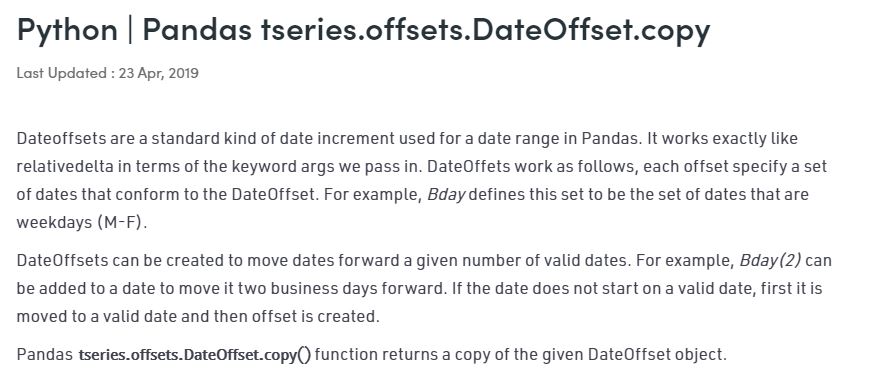 Python | Pandas tseries.offsets.DateOffset.copy
Last Updated : 23 Apr, 2019
Dateoffsets are a standard kind of date increment used for a date range in Pandas. It works exactly like
relativedelta in terms of the keyword args we pass in. DateOffets work as follows, each offset specify a set
of dates that conform to the DateOffset. For example, Bday defines this set to be the set of dates that are
weekdays (M-F).
DateOffsets can be created to move dates forward a given number of valid dates. For example, Bday(2) can
be added to a date to move it two business days forward. If the date does not start on a valid date, first it is
moved to a valid date and then offset is created.
Pandas tseries.offsets.DateOffset.copy() function returns a copy of the given DateOffset object.